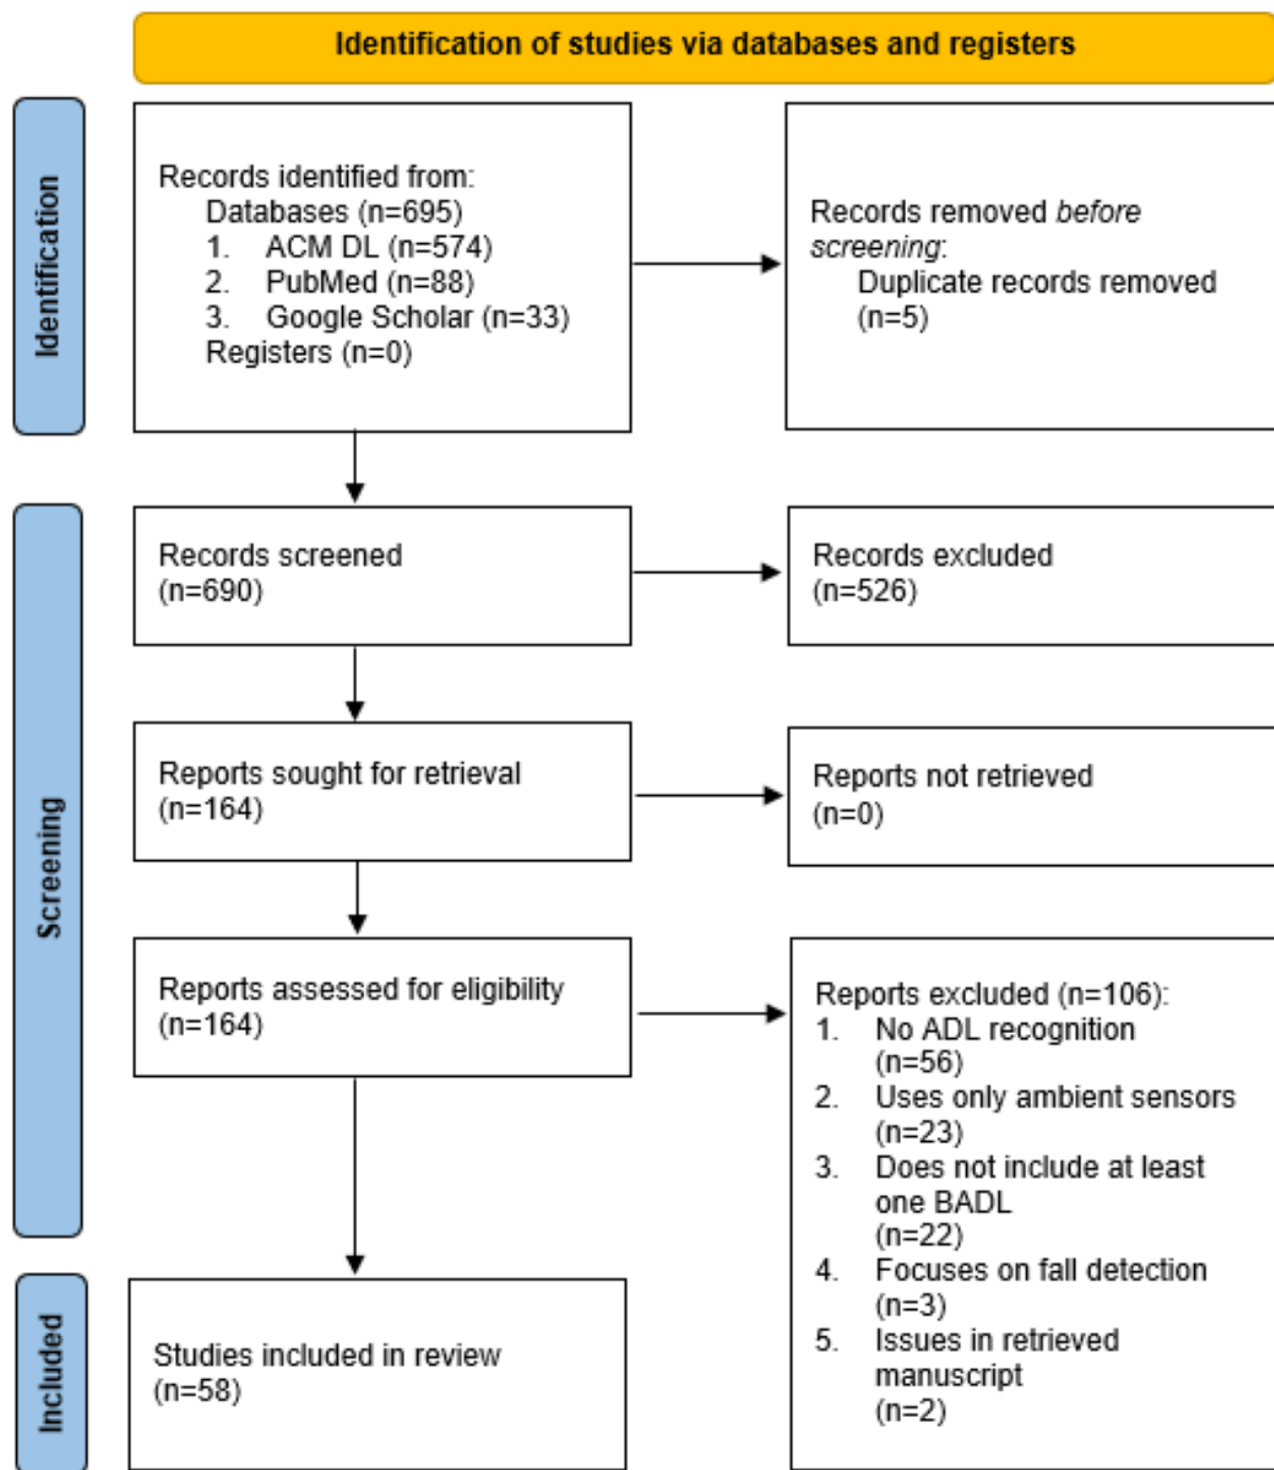 Identification of studies via databases and registers
Identification
Records identified from:
Databases (n=695)
1. ACM DL (n=574)
2. PubMed (n=88)
3. Google Scholar (n=33)
Registers (n=0)
Records removed before
screening:
Duplicate records removed
(n=5)
Screening
Records screened
(n=690)
Records excluded
(n=526)
Reports sought for retrieval
(n=164)
Reports not retrieved
(n=0)
Reports assessed for eligibility
(n=164)
Reports excluded (n=106):
1. No ADL recognition
(n=56)
2. Uses only ambient sensors
(n=23)
3. Does not include at least
one BADL
(n=22)
4. Focuses on fall detection
(n=3)
5. Issues in retrieved
manuscript
(n=2)
Included
Studies included in review
(n=58)